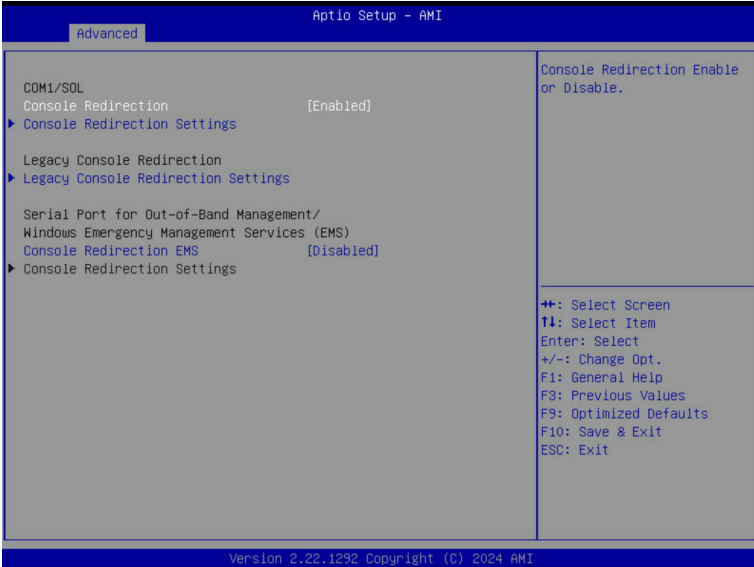 Aptio Setup – AMI
Advanced
COM1/SOL
Console Redirection [Enabled]
Console Redirection Settings
Legacy Console Redirection
Legacy Console Redirection Settings
Serial Port for Out-of-Band Management/
Windows Emergency Management Services (EMS)
Console Redirection EMS [Disabled]
Console Redirection Settings
Console Redirection Enable
or Disable.
→←: Select Screen
↑↓: Select Item
Enter: Select
+/-: Change Opt.
F1: General Help
F3: Previous Values
F9: Optimized Defaults
F10: Save & Exit
ESC: Exit
Version 2.22.1292 Copyright (C) 2024 AMI